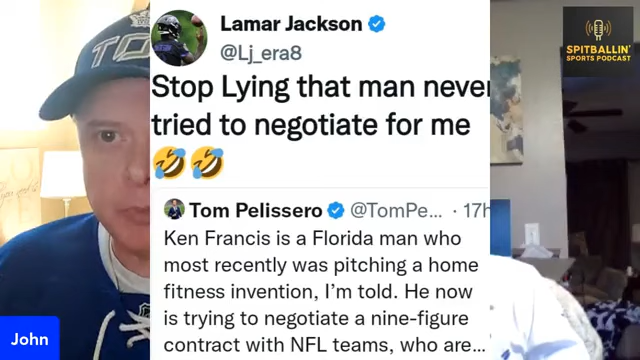 Lamar Jackson
@Lj_era8
Stop Lying that man never
tried to negotiate for me
🤣🤣
Tom Pelissero @TomPe... · 17h
Ken Francis is a Florida man who
most recently was pitching a home
fitness invention, I'm told. He now
is trying to negotiate a nine-figure
contract with NFL teams, who are...
SPITBALLIN'
SPORTS PODCAST
John